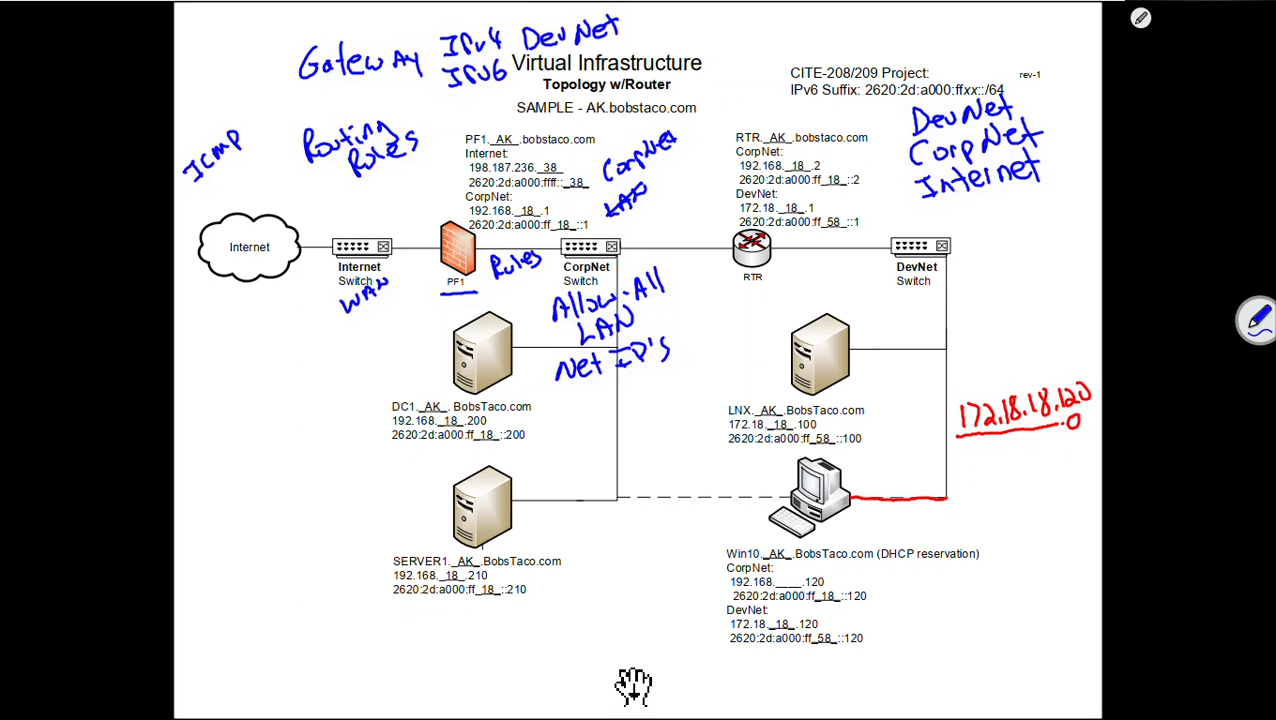 Gateway IPv4 DevNet
IPv6
Virtual Infrastructure
Topology w/Router
SAMPLE - AK.bobstaco.com
CITE-208/209 Project:
IPv6 Suffix: 2620:2d:a000:ffxx::/64
rev-1
DevNet
CorpNet
Internet
ICMP
Routing
Rules
PF1._AK_.bobstaco.com
Internet:
198.187.236._38_
2620:2d:a000:ffff::_38_
CorpNet:
192.168._18_.1
2620:2d:a000:ff_18_::1
CorpNet
LAN
RTR._AK_.bobstaco.com
CorpNet:
192.168._18_.2
2620:2d:a000:ff_18_::2
DevNet:
172.18._18_.1
2620:2d:a000:ff_58_::1
Internet
Internet
Switch
WAN
PF1
Rules
CorpNet
Switch
RTR
DevNet
Switch
Allow-All
LAN
Net ID's
DC1._AK_. BobsTaco.com
192.168._18_.200
2620:2d:a000:ff_18_::200
LNX._AK_.BobsTaco.com
172.18._18_.100
2620:2d:a000:ff_58_::100
172.18.18.120
.0
SERVER1._AK_.BobsTaco.com
192.168._18_.210
2620:2d:a000:ff_18_::210
Win10._AK_.BobsTaco.com (DHCP reservation)
CorpNet:
192.168.____.120
2620:2d:a000:ff_18_::120
DevNet:
172.18._18_.120
2620:2d:a000:ff_58_::120